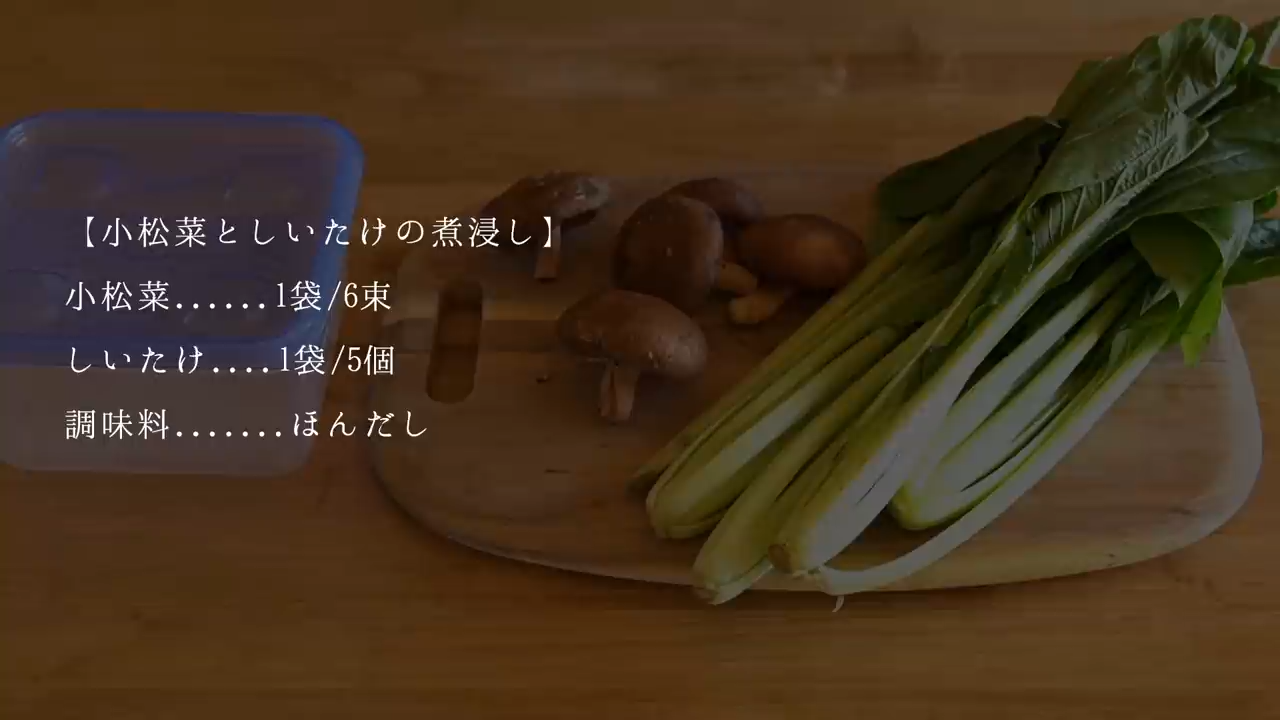 【小松菜としいたけの煮浸し】
小松菜......1袋/6束
しいたけ....1袋/5個
調味料.......ほんだし